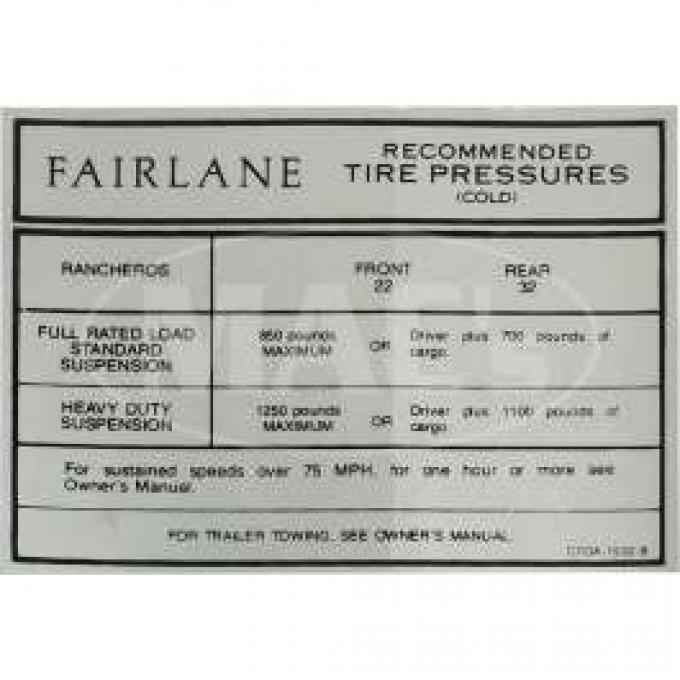 FAIRLANE
RECOMMENDED
TIRE PRESSURES
(COLD)
RANCHEROS
FRONT
22
REAR
32
FULL RATED LOAD
STANDARD
SUSPENSION
850 pounds
MAXIMUM
OR
Driver plus 700 pounds of
cargo.
HEAVY DUTY
SUSPENSION
1250 pounds
MAXIMUM
OR
Driver plus 1100 pounds of
cargo
For sustained speeds over 75 MPH, for one hour or more see
Owner's Manual.
FOR TRAILER TOWING, SEE OWNER'S MANUAL.